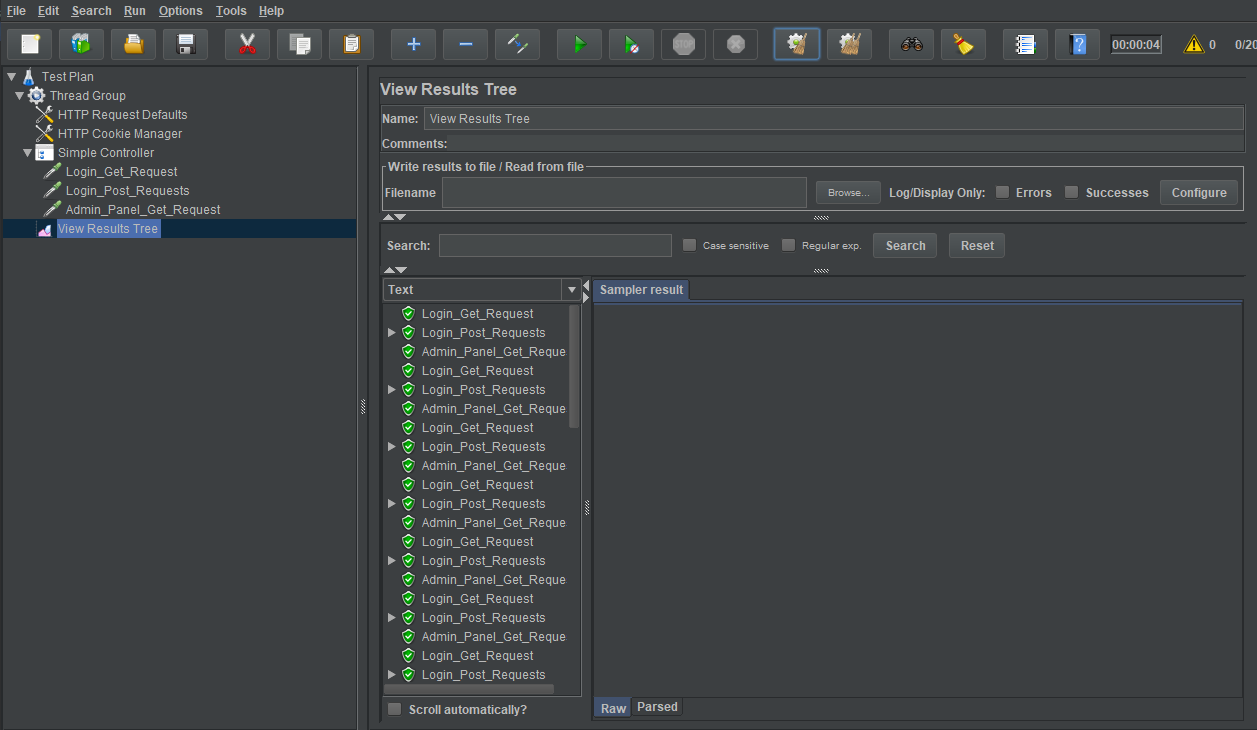 File Edit Search Run Options Tools Help
STOP
00:00:04 0 0/20
Test Plan
Thread Group
HTTP Request Defaults
HTTP Cookie Manager
Simple Controller
Login_Get_Request
Login_Post_Requests
Admin_Panel_Get_Request
View Results Tree
View Results Tree
Name: View Results Tree
Comments:
Write results to file / Read from file
Filename Browse... Log/Display Only: Errors Successes Configure
Search: Case sensitive Regular exp. Search Reset
Text
Sampler result
Login_Get_Request
Login_Post_Requests
Admin_Panel_Get_Reque
Login_Get_Request
Login_Post_Requests
Admin_Panel_Get_Reque
Login_Get_Request
Login_Post_Requests
Admin_Panel_Get_Reque
Login_Get_Request
Login_Post_Requests
Admin_Panel_Get_Reque
Login_Get_Request
Login_Post_Requests
Admin_Panel_Get_Reque
Login_Get_Request
Login_Post_Requests
Admin_Panel_Get_Reque
Login_Get_Request
Login_Post_Requests
Scroll automatically?
Raw Parsed